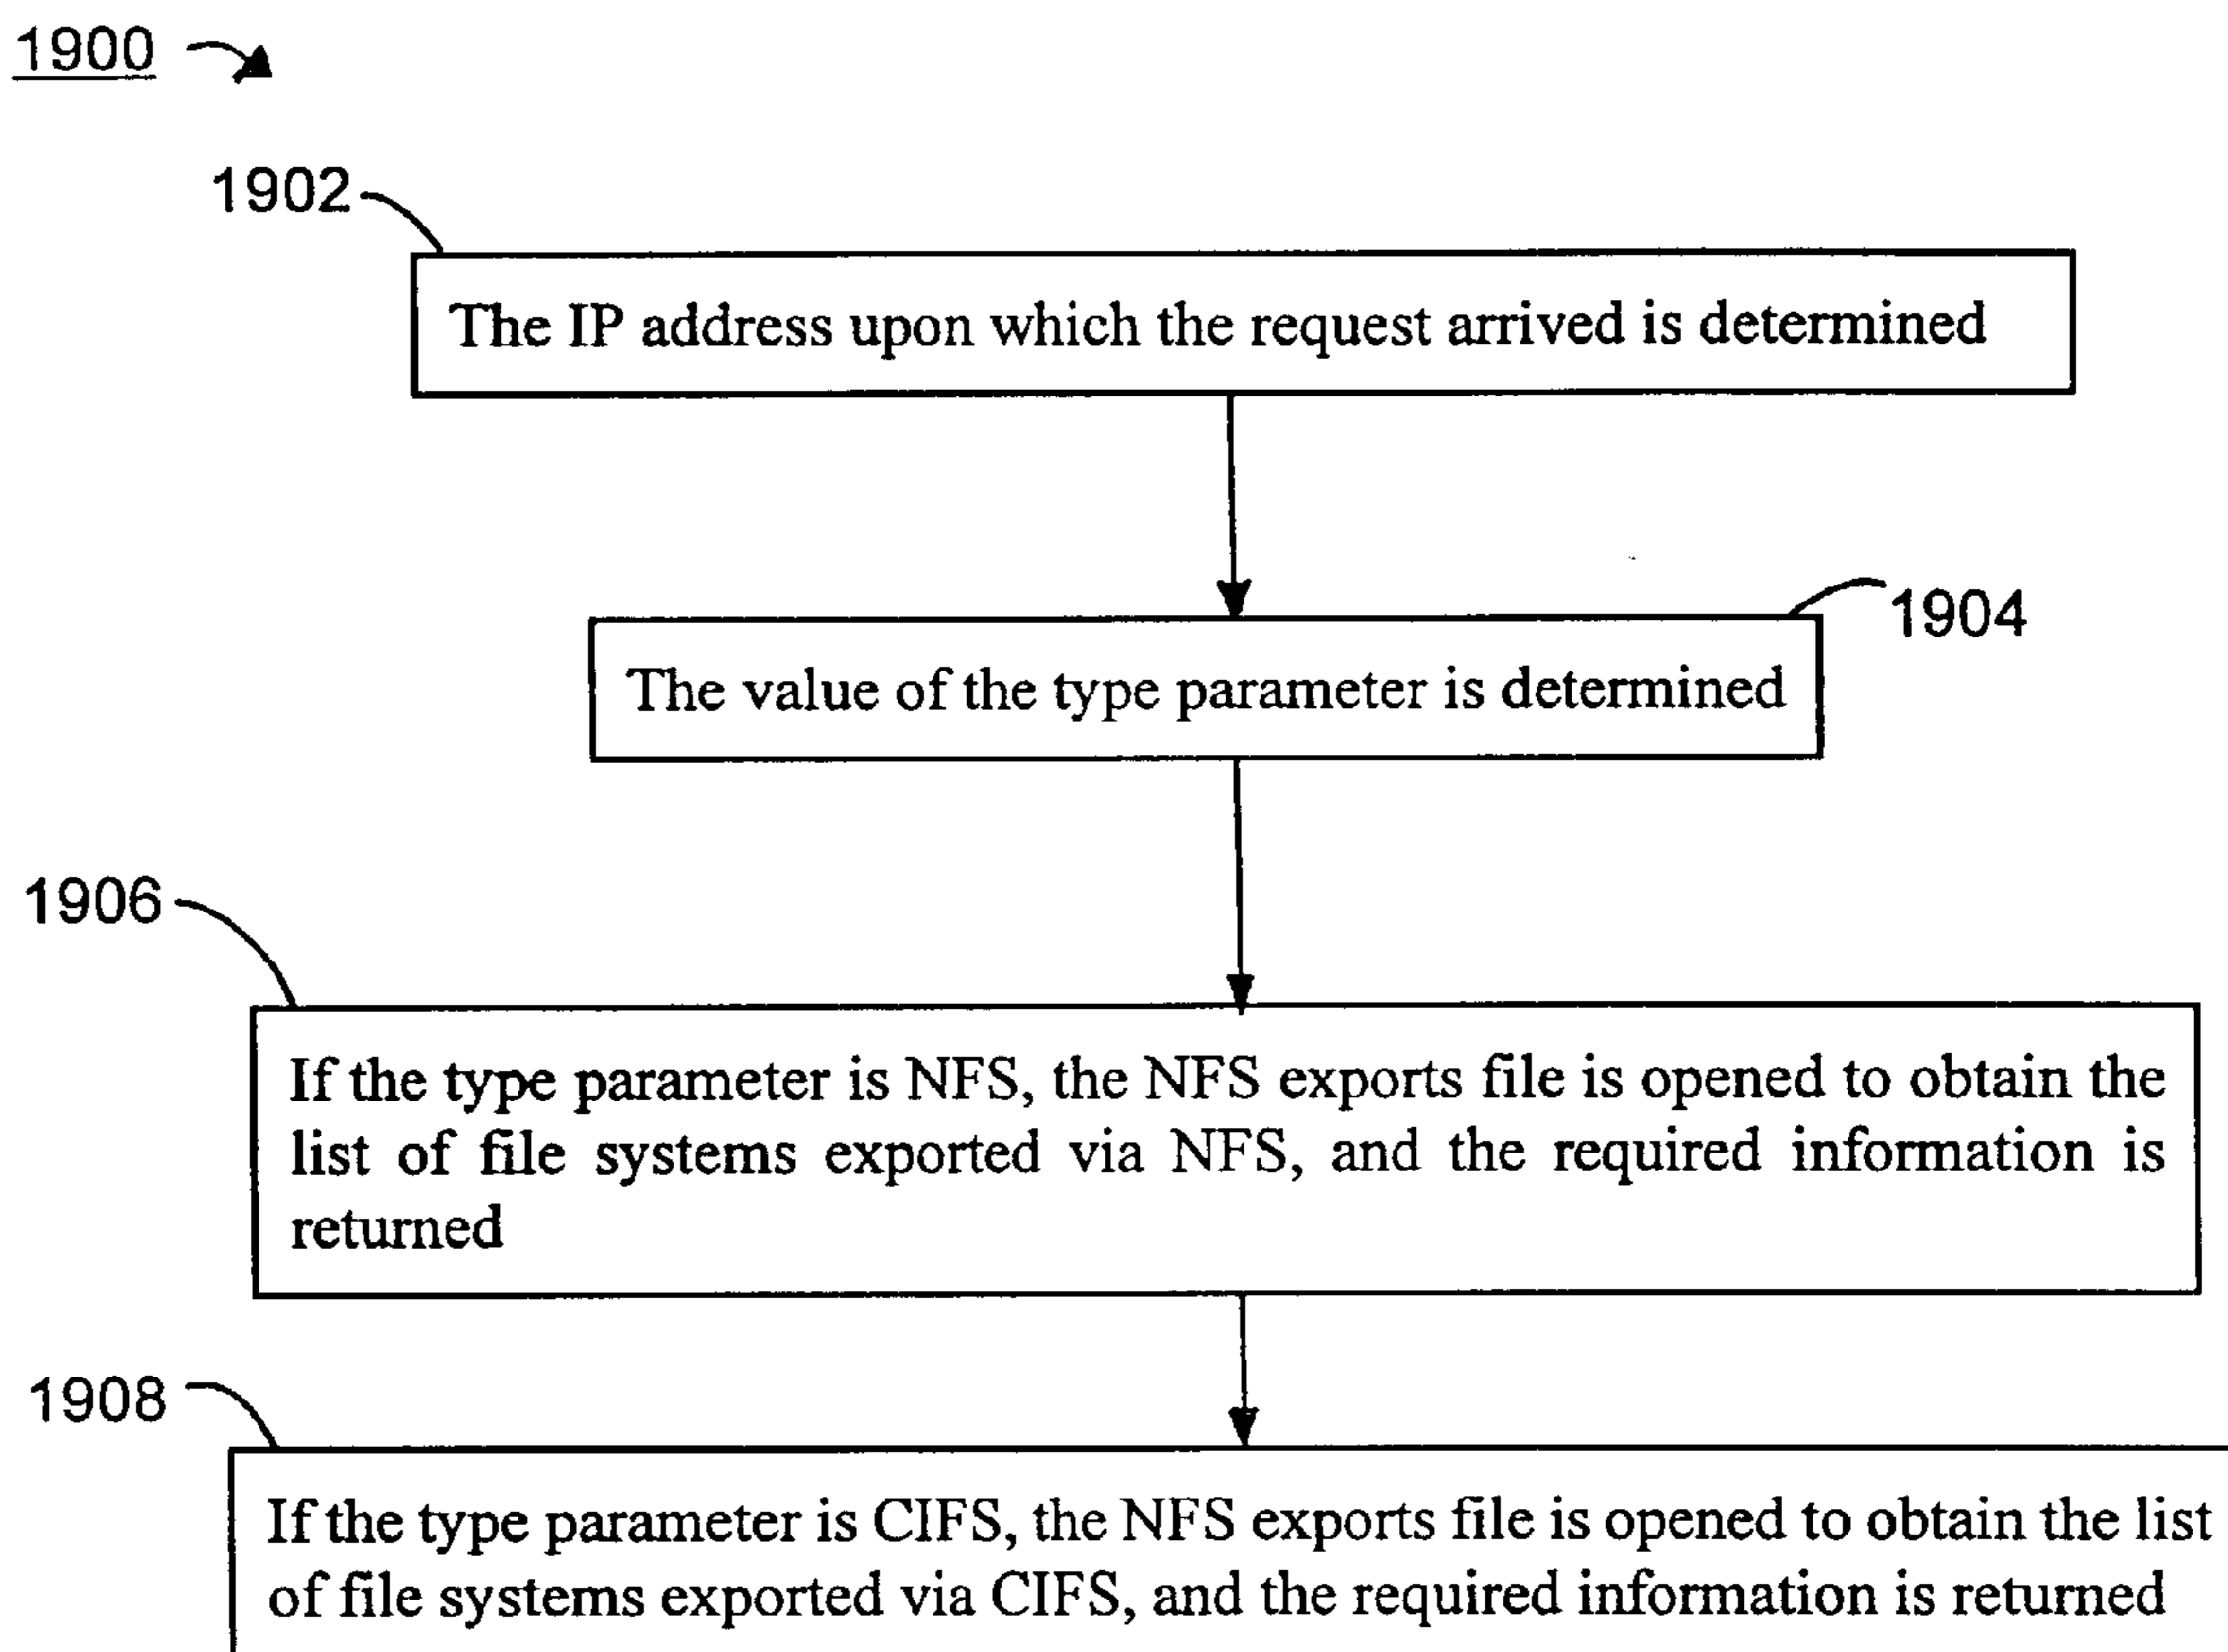 1900
1902
The IP address upon which the request arrived is determined
1904
The value of the type parameter is determined
1906
If the type parameter is NFS, the NFS exports file is opened to obtain the
list of file systems exported via NFS, and the required information is
returned
1908
If the type parameter is CIFS, the NFS exports file is opened to obtain the list
of file systems exported via CIFS, and the required information is returned